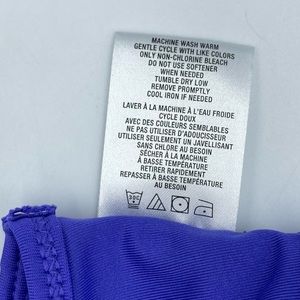 MACHINE WASH WARM
GENTLE CYCLE WITH LIKE COLORS
ONLY NON-CHLORINE BLEACH
DO NOT USE SOFTENER
WHEN NEEDED
TUMBLE DRY LOW
REMOVE PROMPTLY
COOL IRON IF NEEDED
LAVER À LA MACHINE À L'EAU FROIDE
CYCLE DOUX
AVEC DES COULEURS SEMBLABLES
NE PAS UTILISER D'ADOUCISSEUR
UTILISER SEULEMENT UN JAVELLISANT
SANS CHLORE AU BESOIN
SÉCHER À LA MACHINE
À BASSE TEMPÉRATURE
RETIRER RAPIDEMENT
REPASSER À BASSE TEMPÉRATURE
AU BESOIN
30C